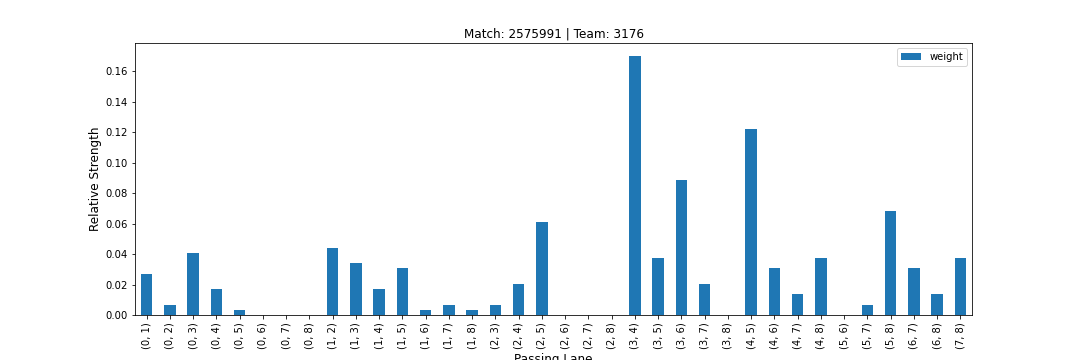 Match: 2575991 | Team: 3176
weight
Relative Strength
0.16
0.14
0.12
0.10
0.08
0.06
0.04
0.02
0.00
(0, 1) (0, 2) (0, 3) (0, 4) (0, 5) (0, 6) (0, 7) (0, 8) (1, 2) (1, 3) (1, 4) (1, 5) (1, 6) (1, 7) (1, 8) (2, 3) (2, 4) (2, 5) (2, 6) (2, 7) (2, 8) (3, 4) (3, 5) (3, 6) (3, 7) (3, 8) (4, 5) (4, 6) (4, 7) (4, 8) (5, 6) (5, 7) (5, 8) (6, 7) (6, 8) (7, 8)
Passing Lane